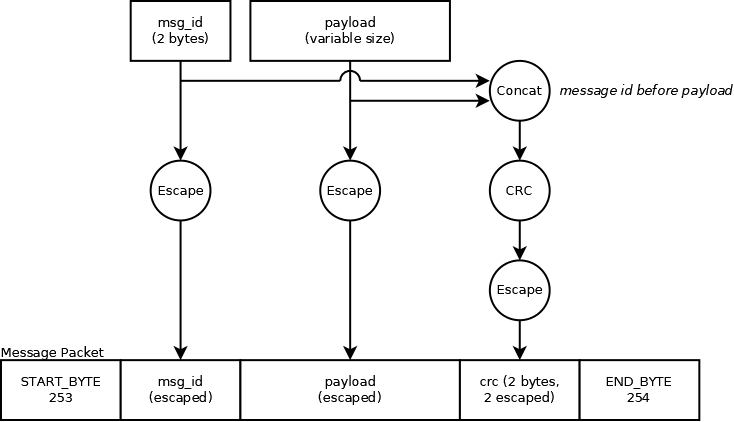 msg_id
(2 bytes)
payload
(variable size)
Concat
message id before payload
Escape
Escape
CRC
Escape
Message Packet
START_BYTE
253
msg_id
(escaped)
payload
(escaped)
crc (2 bytes,
2 escaped)
END_BYTE
254